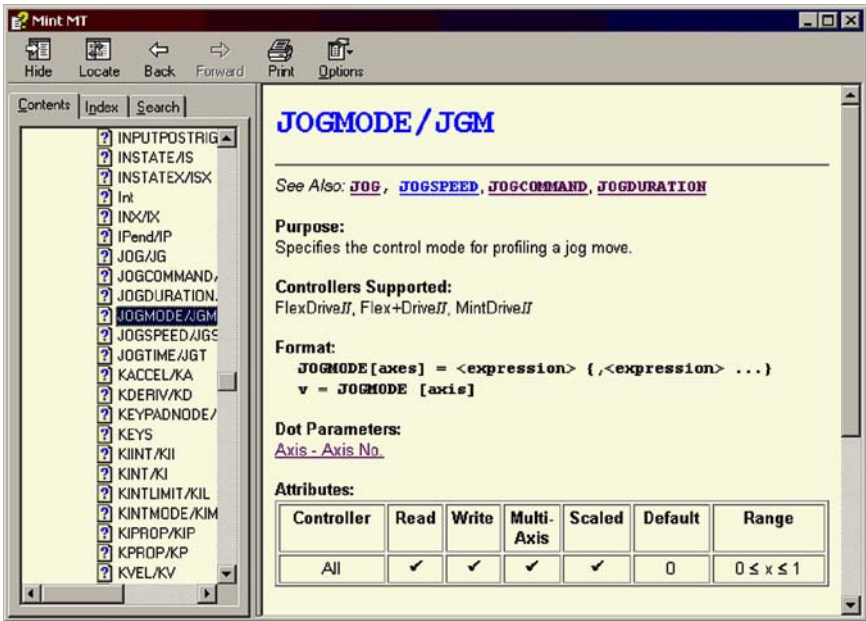 Mint MT
Hide Locate Back Forward Print Options
Contents Index Search
INPUTPOSTRIG
INSTATE/IS
INSTATEX/ISX
Int
INX/IX
IPend/IP
JOG/JG
JOGCOMMAND/
JOGDURATION.
JOGMODE/JGM
JOGSPEED/JGS
JOGTIME/JGT
KACCEL/KA
KDERIV/KD
KEYPADNODE/
KEYS
KIINT/KII
KINT/KI
KINTLIMIT/KIL
KINTMODE/KIM
KIPROP/KIP
KPROP/KP
KVEL/KV
JOGMODE/JGM
See Also: JOG, JOGSPEED, JOGCOMMAND, JOGDURATION
Purpose:
Specifies the control mode for profiling a jog move.
Controllers Supported:
FlexDriveII, Flex+DriveII, MintDriveII
Format:
JOGMODE[axes] = <expression> {,<expression> ...}
v = JOGMODE [axis]
Dot Parameters:
Axis - Axis No.
Attributes:
Controller Read Write Multi-Axis Scaled Default Range
All ✔ ✔ ✔ ✔ 0 0 ≤ x ≤ 1